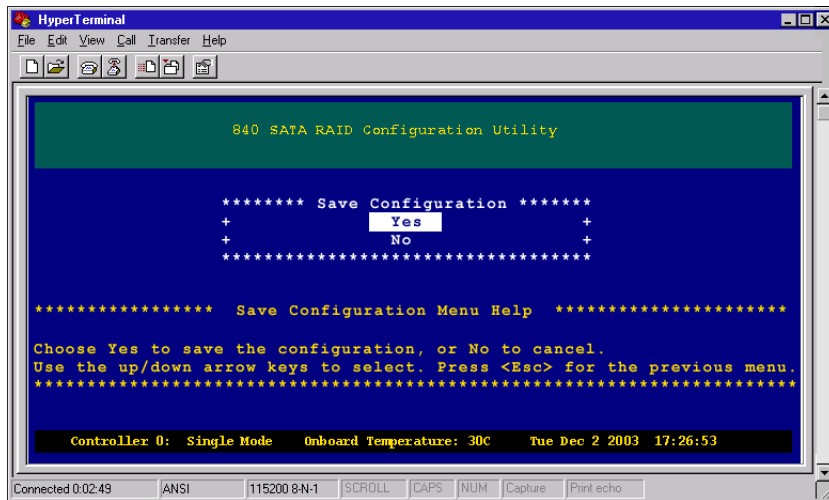 HyperTerminal
File Edit View Call Transfer Help
840 SATA RAID Configuration Utility
******** Save Configuration *******
+ Yes +
+ No +
***********************************
***************** Save Configuration Menu Help **********************
Choose Yes to save the configuration, or No to cancel.
Use the up/down arrow keys to select. Press <Esc> for the previous menu.
************************************************************************
Controller 0: Single Mode Onboard Temperature: 30C Tue Dec 2 2003 17:26:53
Connected 0:02:49 ANSI 115200 8-N-1 SCROLL CAPS NUM Capture Print echo